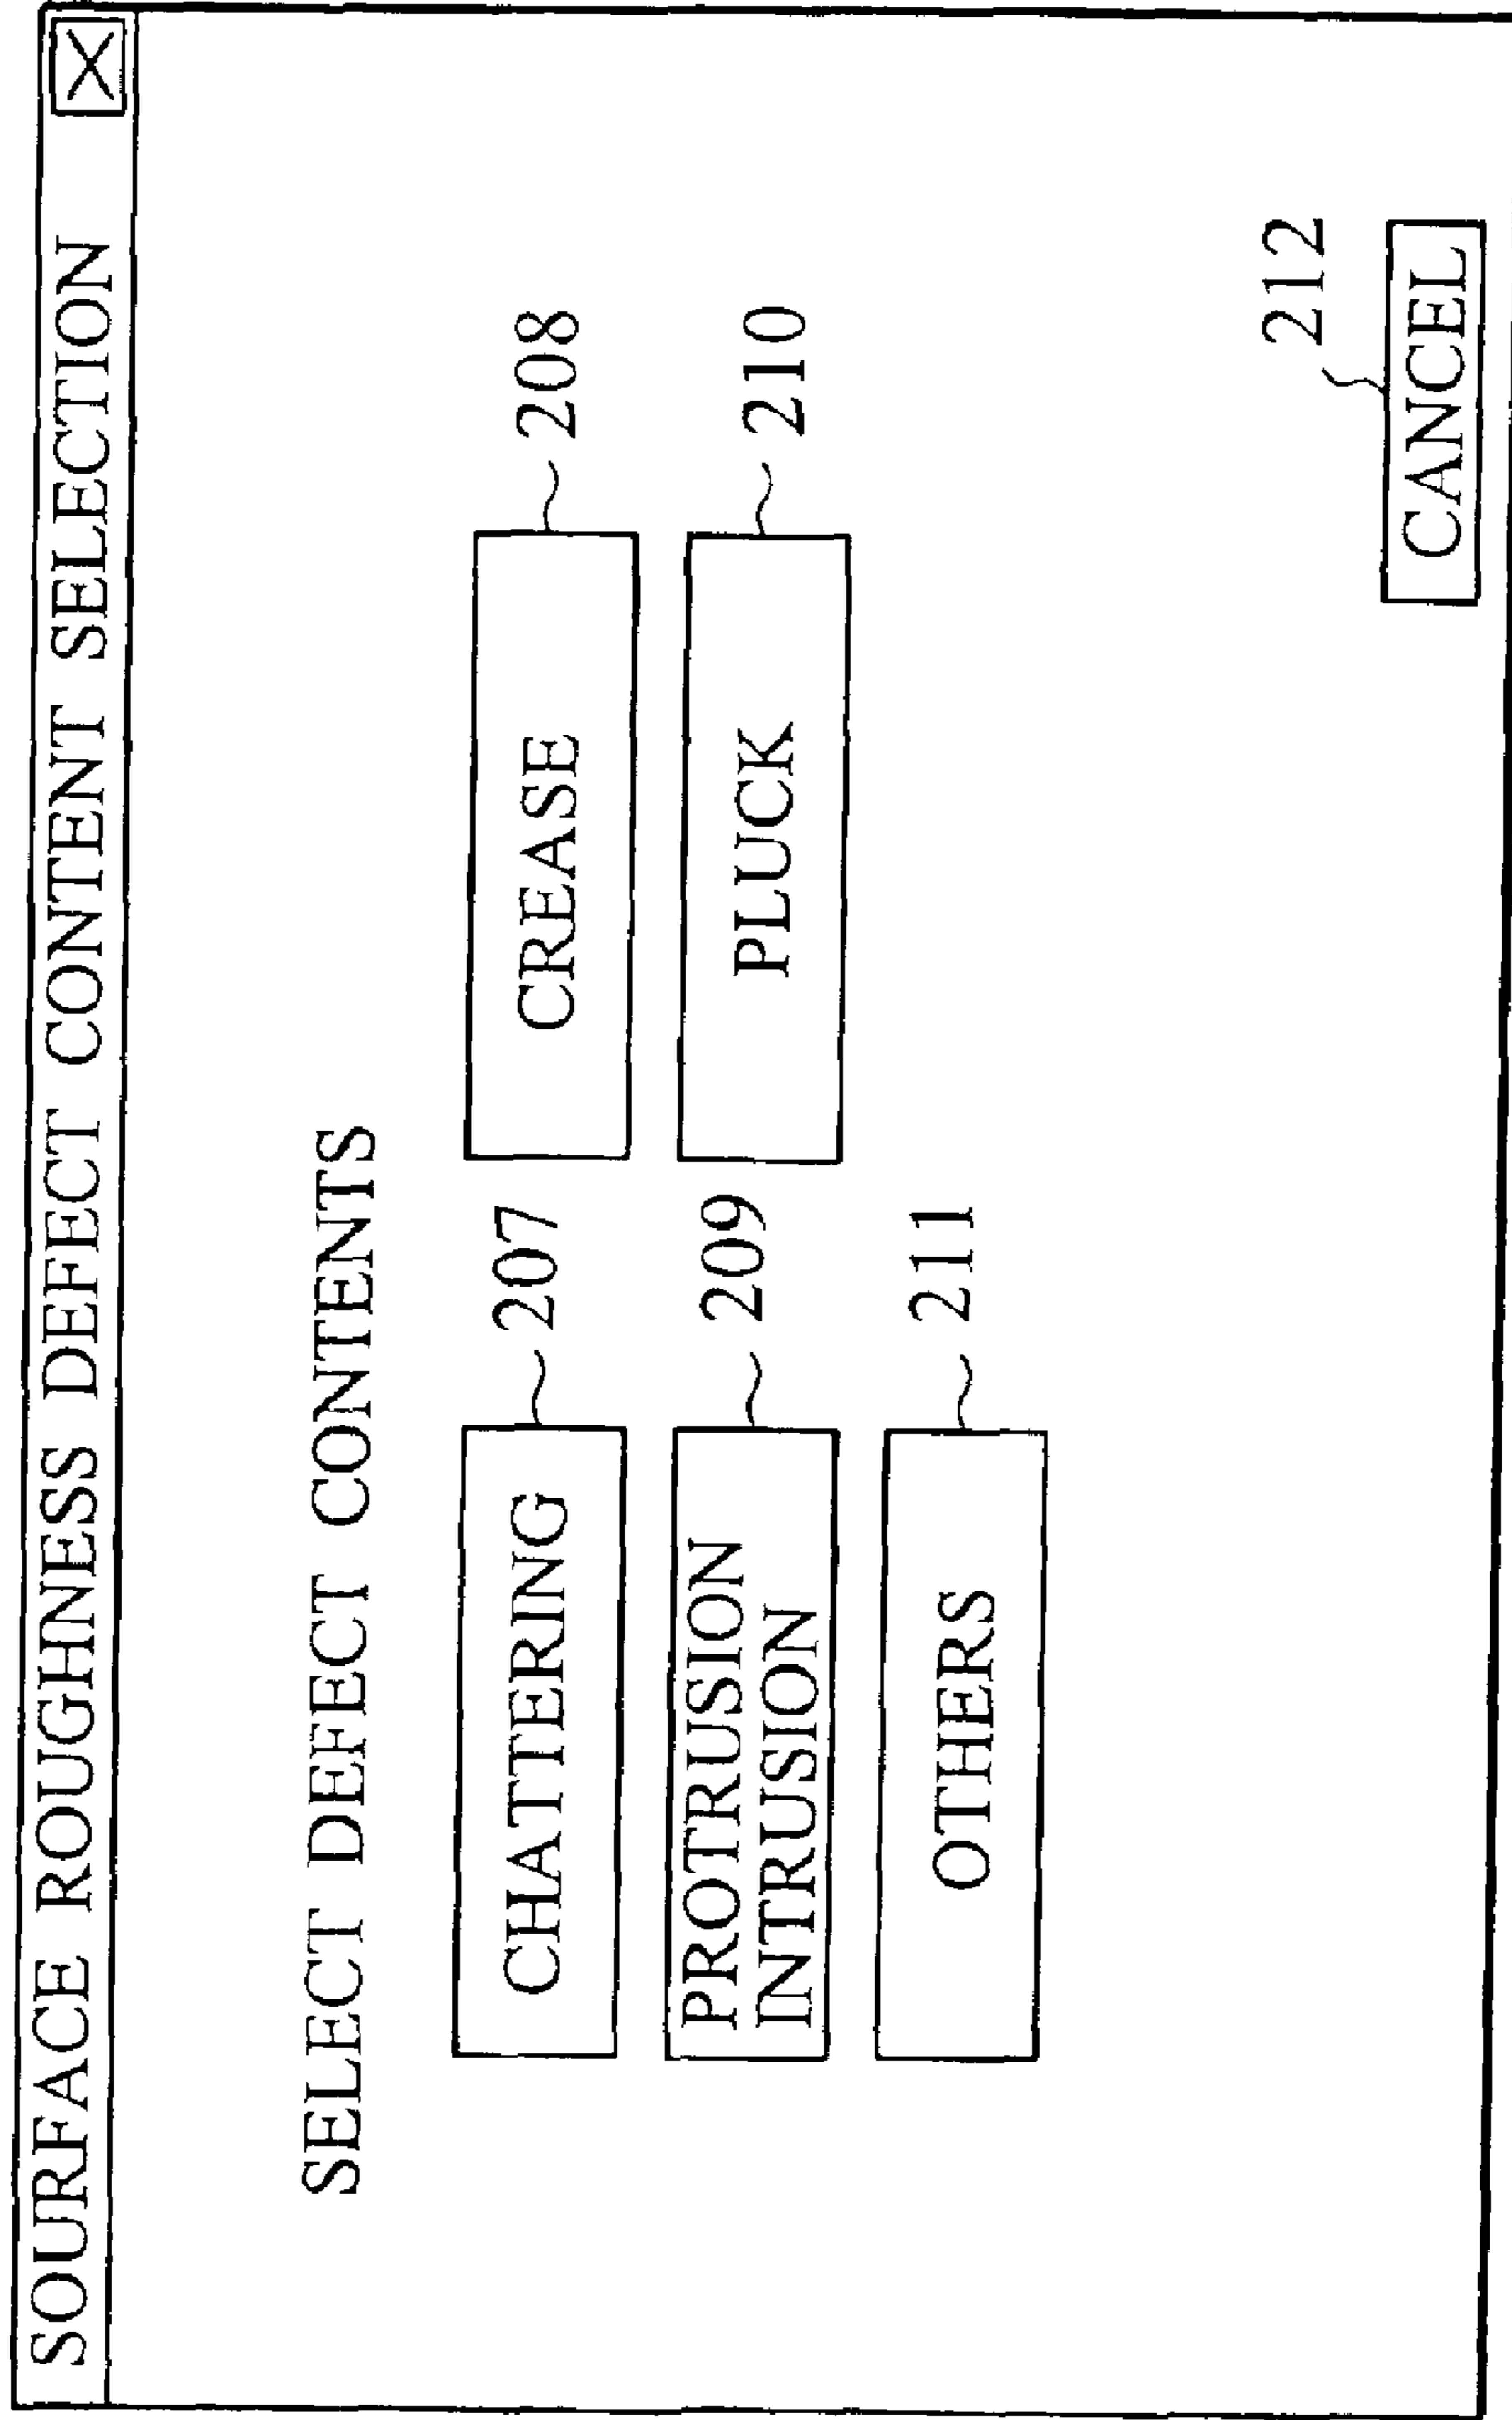 SOURFACE ROUGHNESS DEFECT CONTENT SELECTION X
SELECT DEFECT CONTENTS
CHATTERING 207
CREASE 208
PROTRUSION
INTRUSION 209
PLUCK 210
OTHERS 211
212
CANCEL